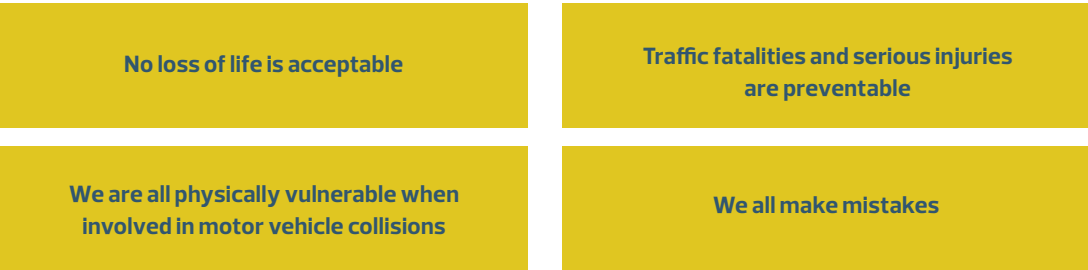 No loss of life is acceptable
Traffic fatalities and serious injuries
are preventable
We are all physically vulnerable when
involved in motor vehicle collisions
We all make mistakes